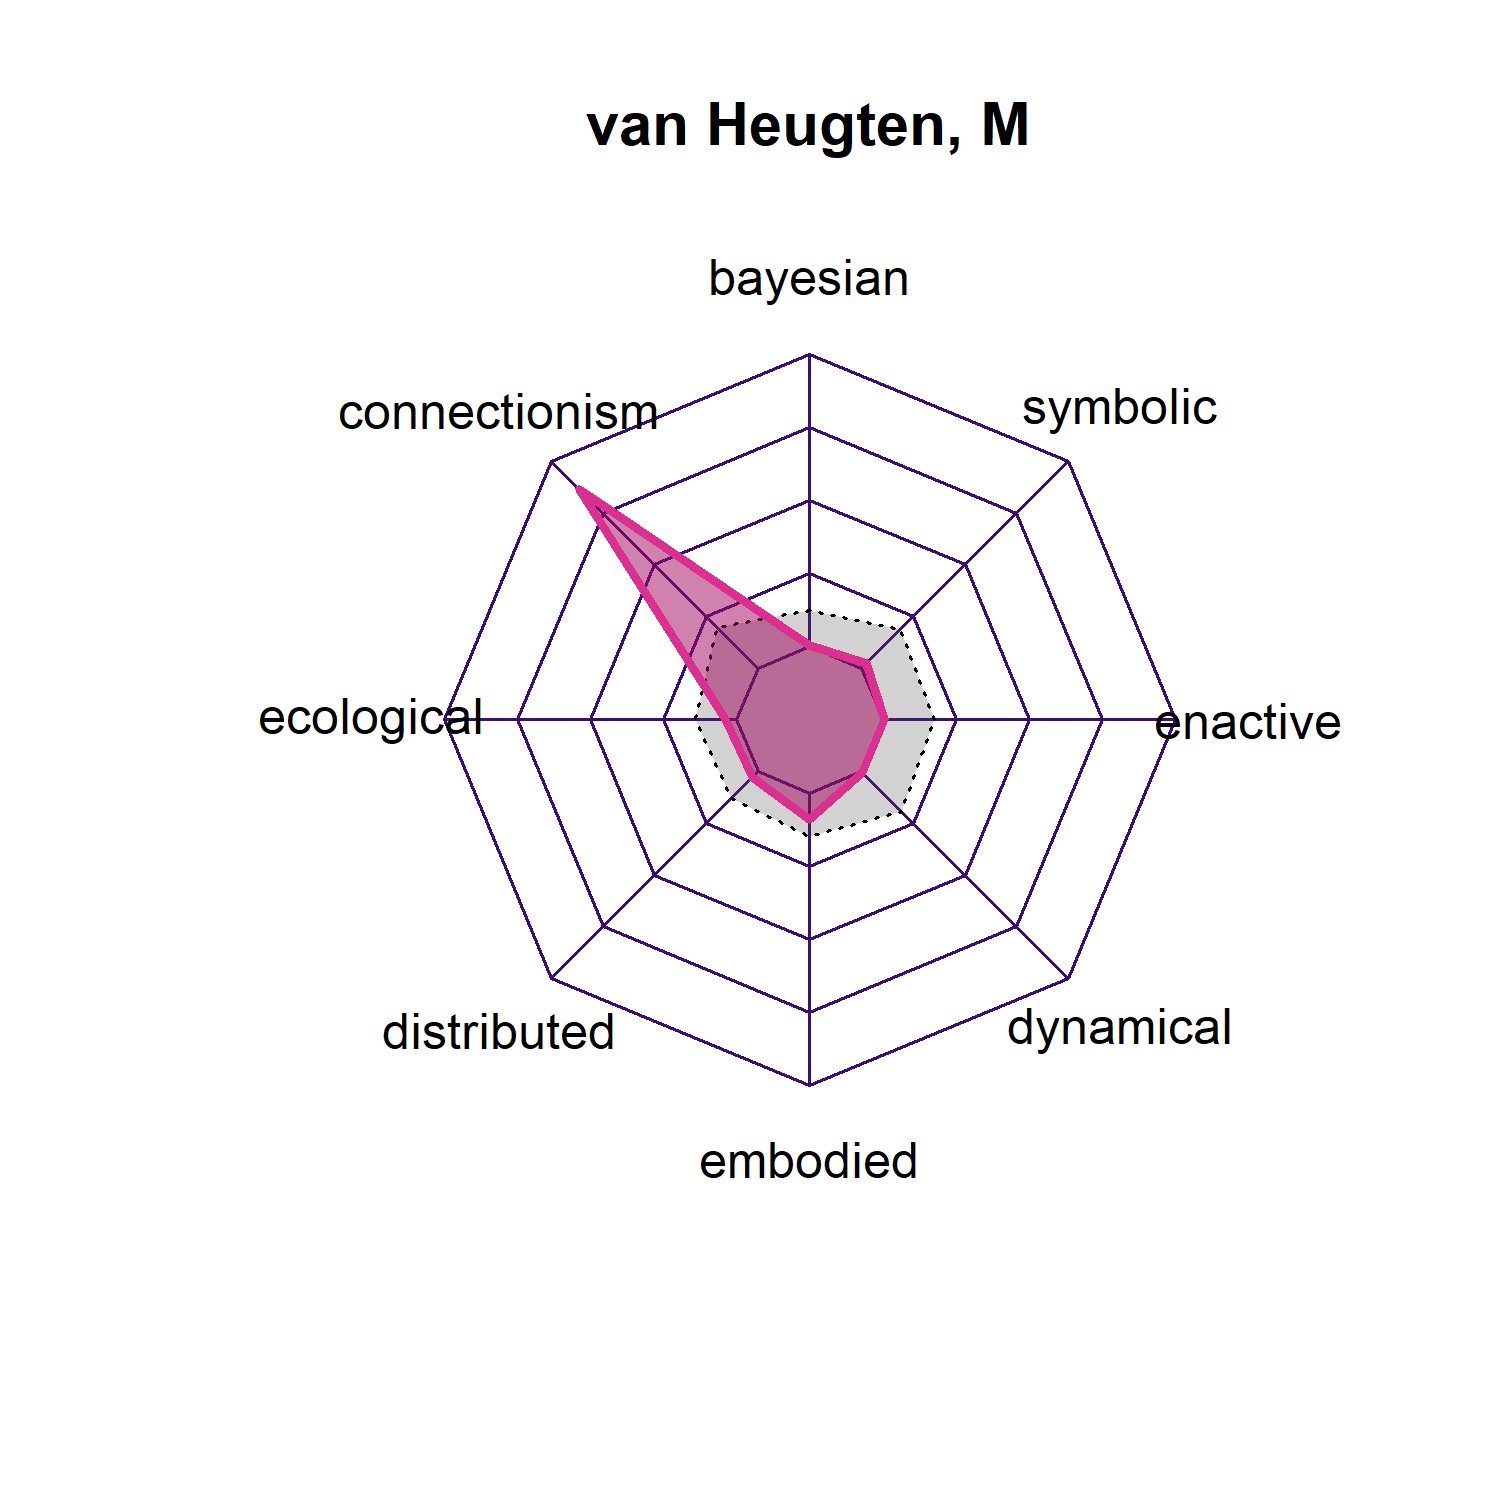 van Heugten, M
bayesian
connectionism
symbolic
ecological
enactive
distributed
dynamical
embodied